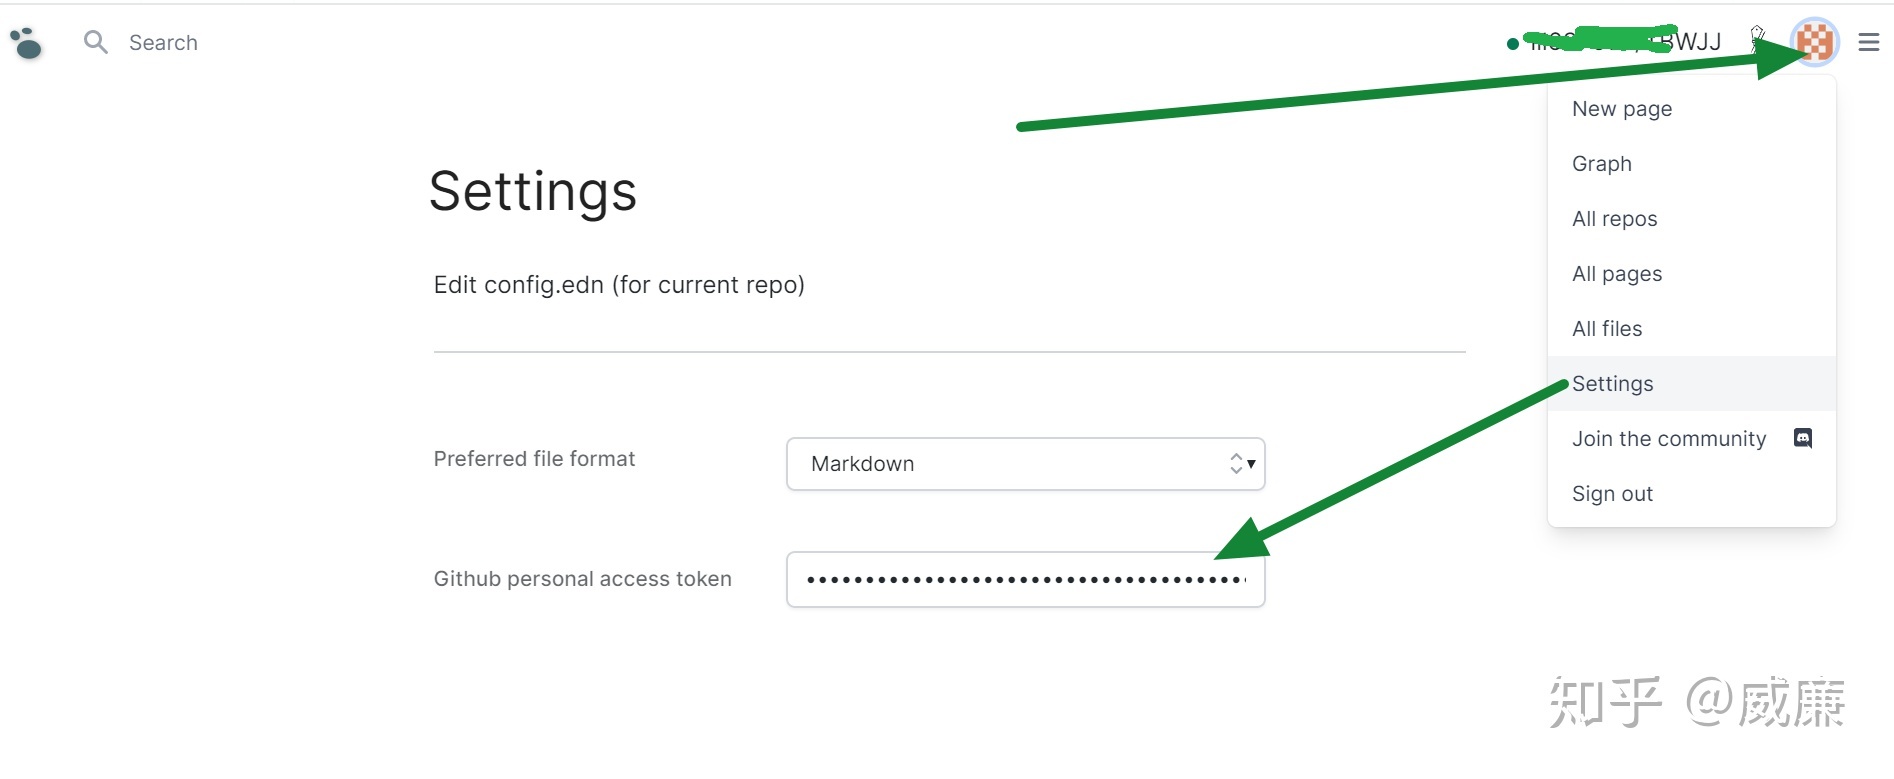 Search
BWJJ
New page
Graph
All repos
All pages
All files
Settings
Join the community
Sign out
Settings
Edit config.edn (for current repo)
Preferred file format
Markdown
Github personal access token
知乎 @威廉